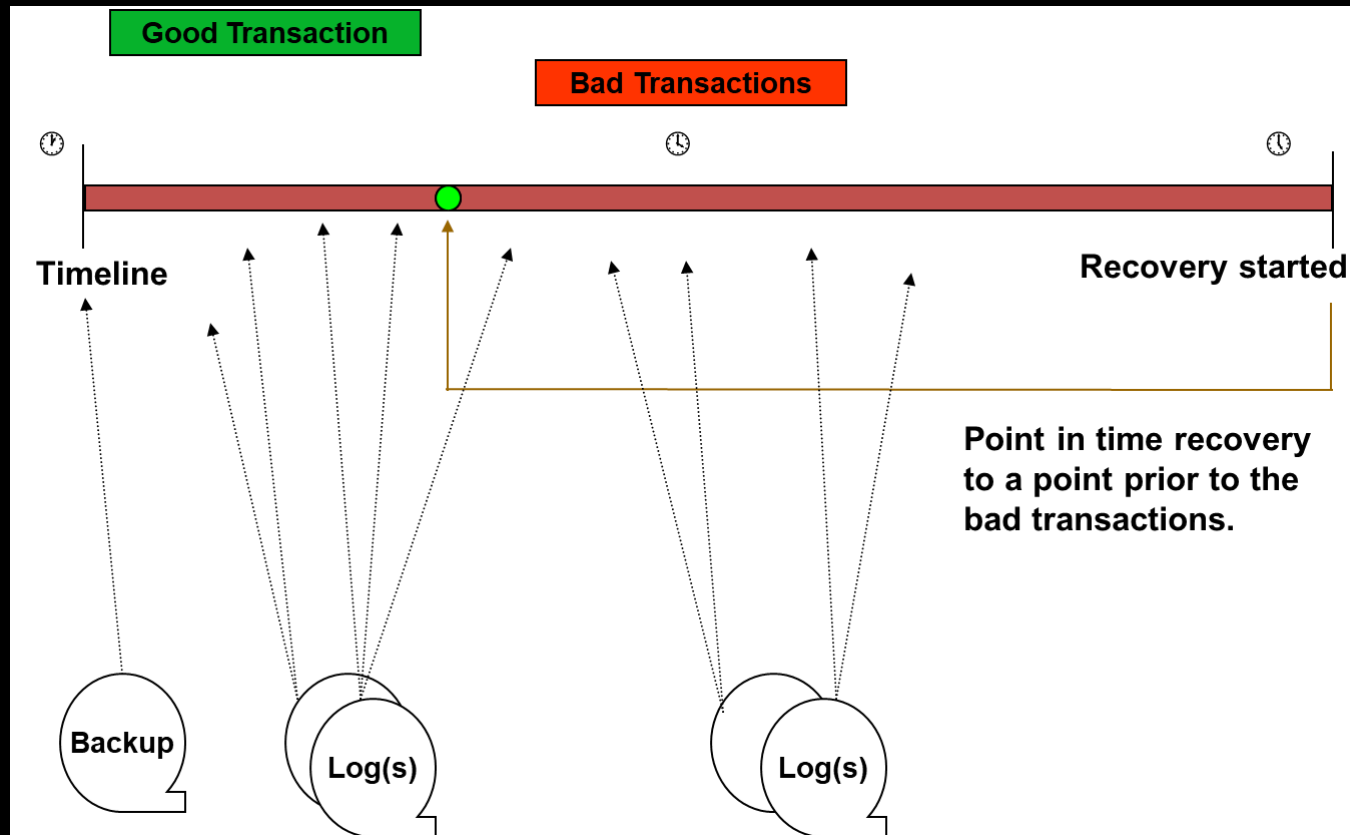 Good Transaction
Bad Transactions
Timeline
Recovery started
Point in time recovery
to a point prior to the
bad transactions.
Backup
Log(s)
Log(s)